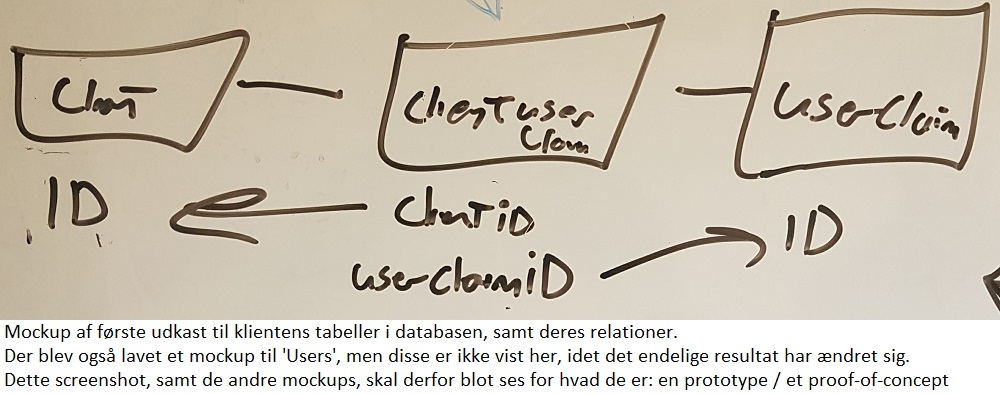 Client
ClientUser
Claim
UserClaim
ID
ClientID
ID
UserClaimID
Mockup af første udkast til klientens tabeller i databasen, samt deres relationer.
Der blev også lavet et mockup til 'Users', men disse er ikke vist her, idet det endelige resultat har ændret sig.
Dette screenshot, samt de andre mockups, skal derfor blot ses for hvad de er: en prototype / et proof-of-concept